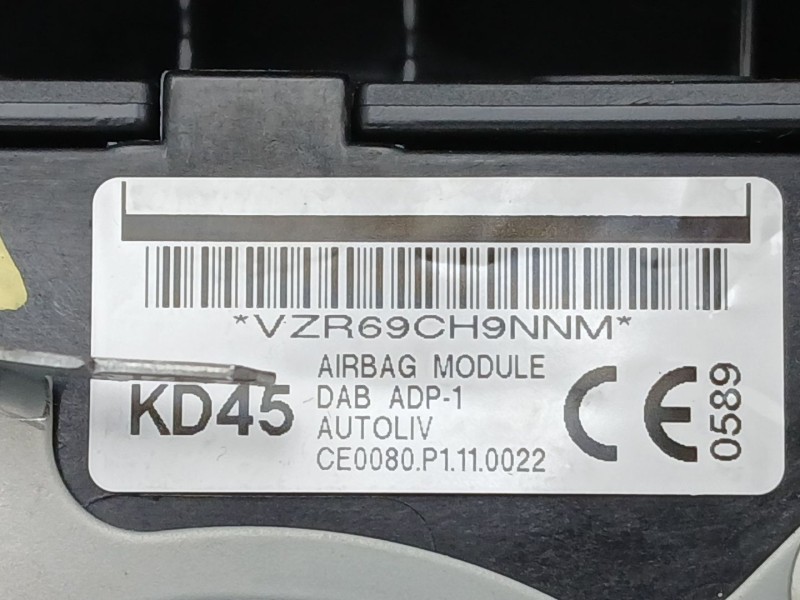 *VZR69CH9NNM*
KD45
AIRBAG MODULE
DAB ADP-1
AUTOLIV
CE0080.P1.11.0022
CE
0589